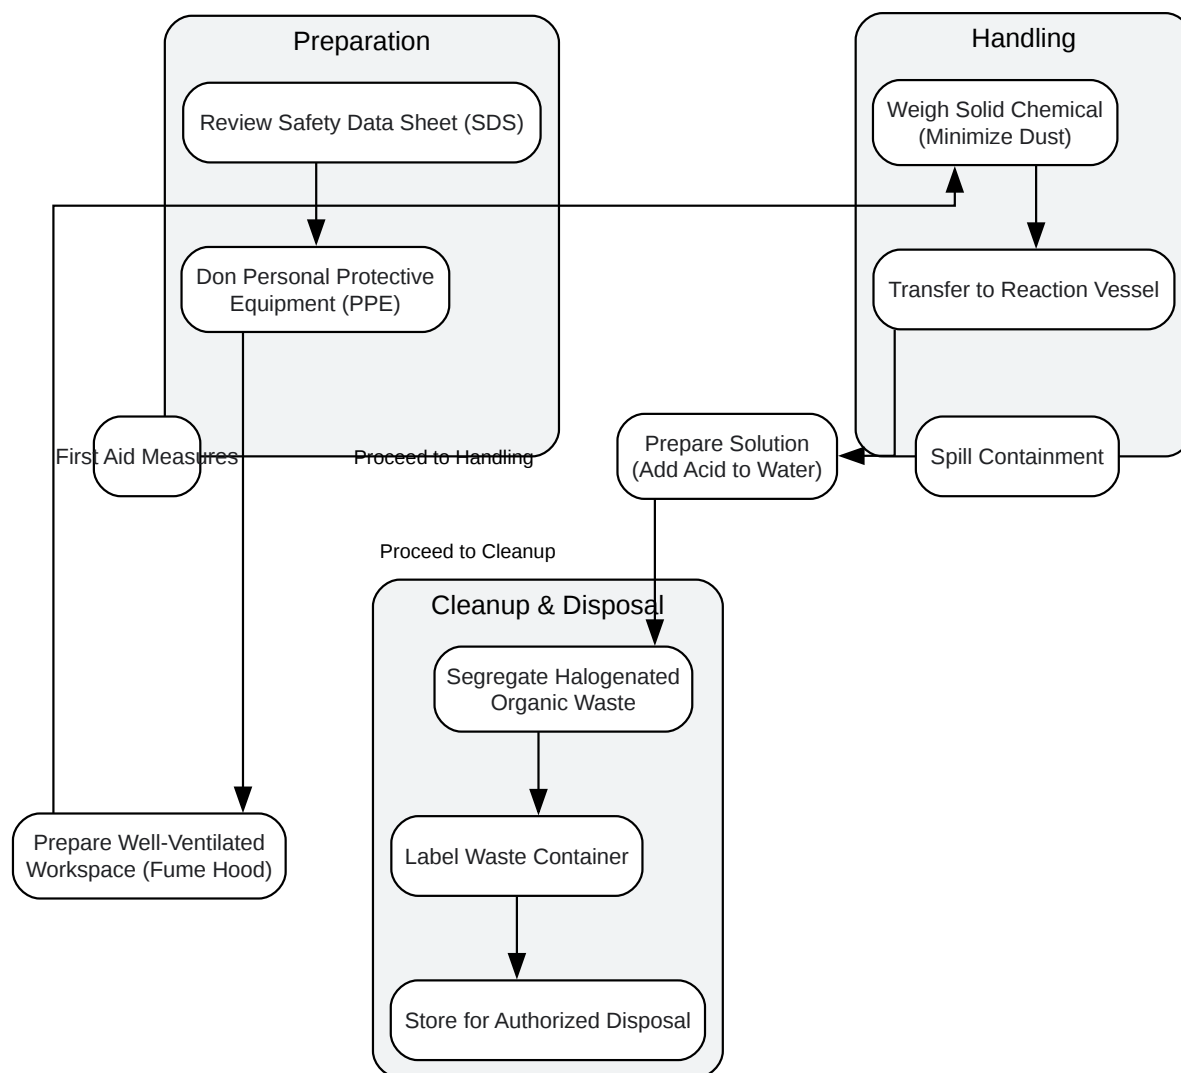 Preparation
Review Safety Data Sheet (SDS)
Don Personal Protective
Equipment (PPE)
First Aid Measures
Proceed to Handling
Prepare Well-Ventilated
Workspace (Fume Hood)
Handling
Weigh Solid Chemical
(Minimize Dust)
Transfer to Reaction Vessel
Spill Containment
Prepare Solution
(Add Acid to Water)
Proceed to Cleanup
Cleanup & Disposal
Segregate Halogenated
Organic Waste
Label Waste Container
Store for Authorized Disposal